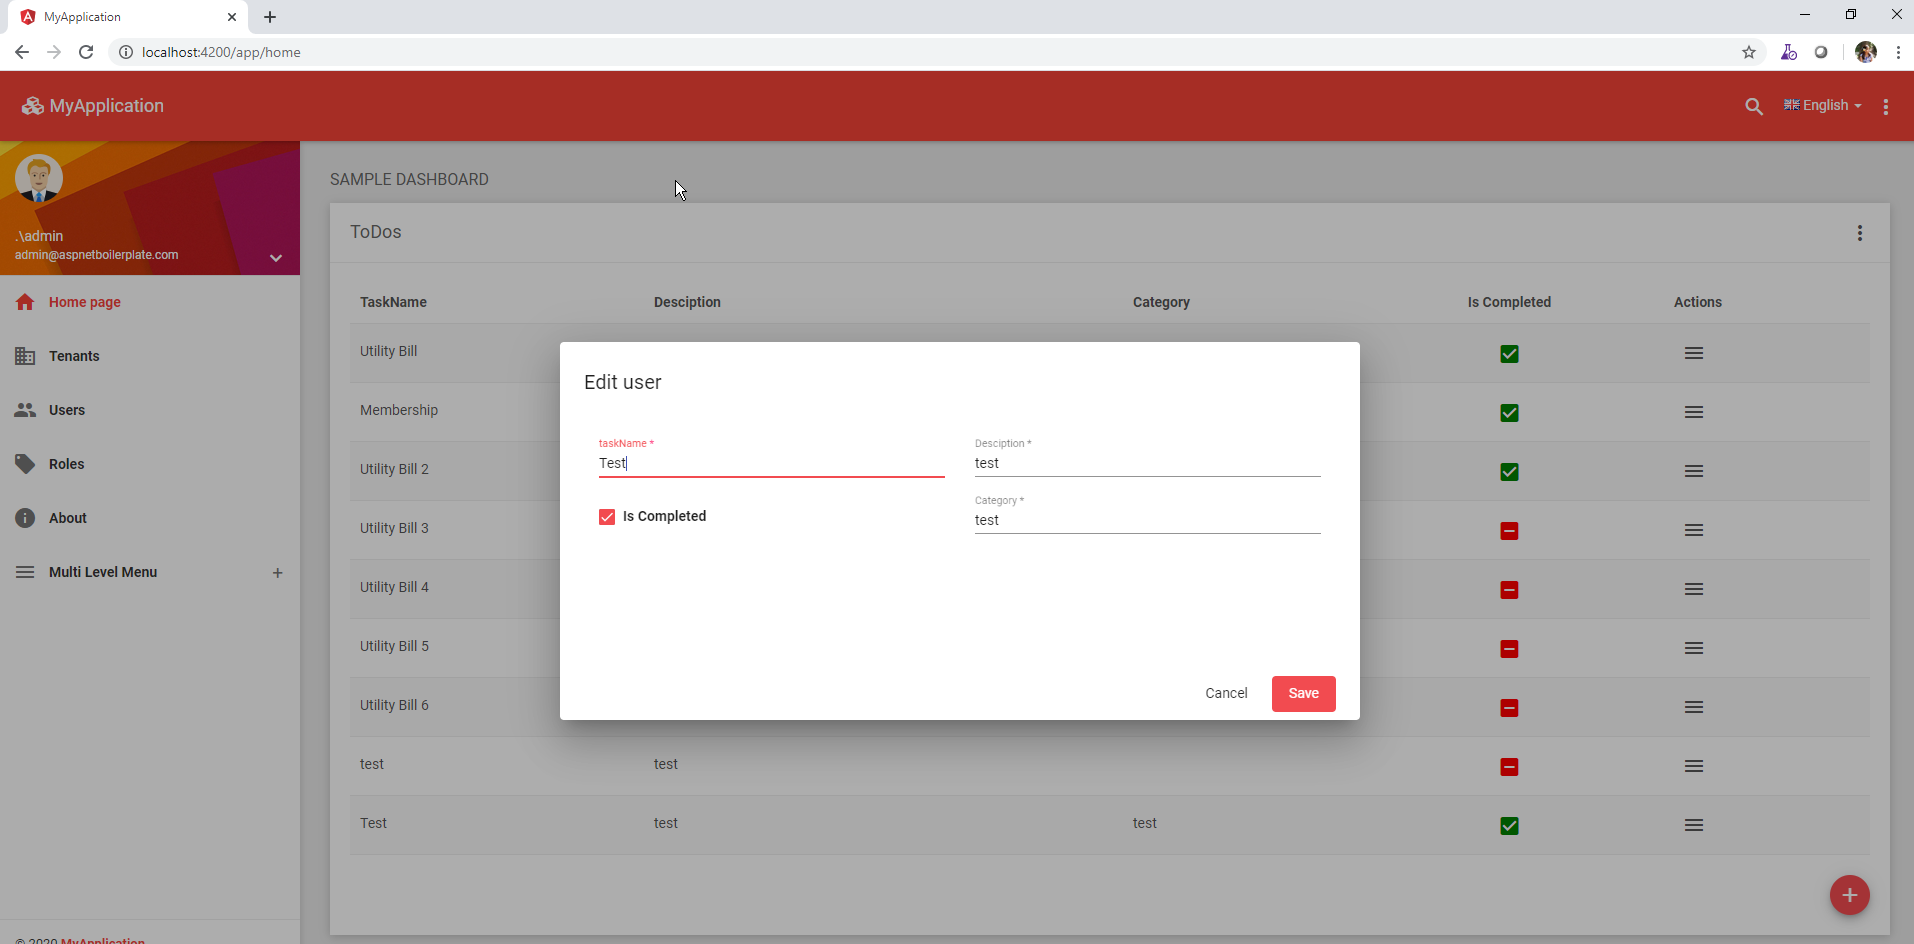 MyApplication
localhost:4200/app/home
MyApplication
English
.\admin
admin@aspnetboilerplate.com
Home page
Tenants
Users
Roles
About
Multi Level Menu
+
© 2020 MyApplication
SAMPLE DASHBOARD
ToDos
TaskName Desciption Category Is Completed Actions
Utility Bill
Membership
Utility Bill 2
Utility Bill 3
Utility Bill 4
Utility Bill 5
Utility Bill 6
test test
Test test test
Edit user
taskName * Desciption *
Test test
Category *
Is Completed test
Cancel Save